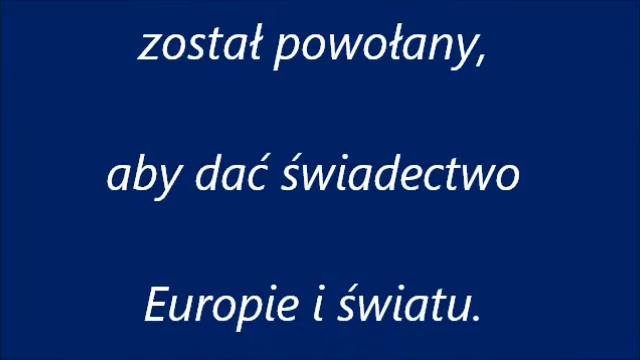 został powołany,
aby dać świadectwo
Europie i światu.